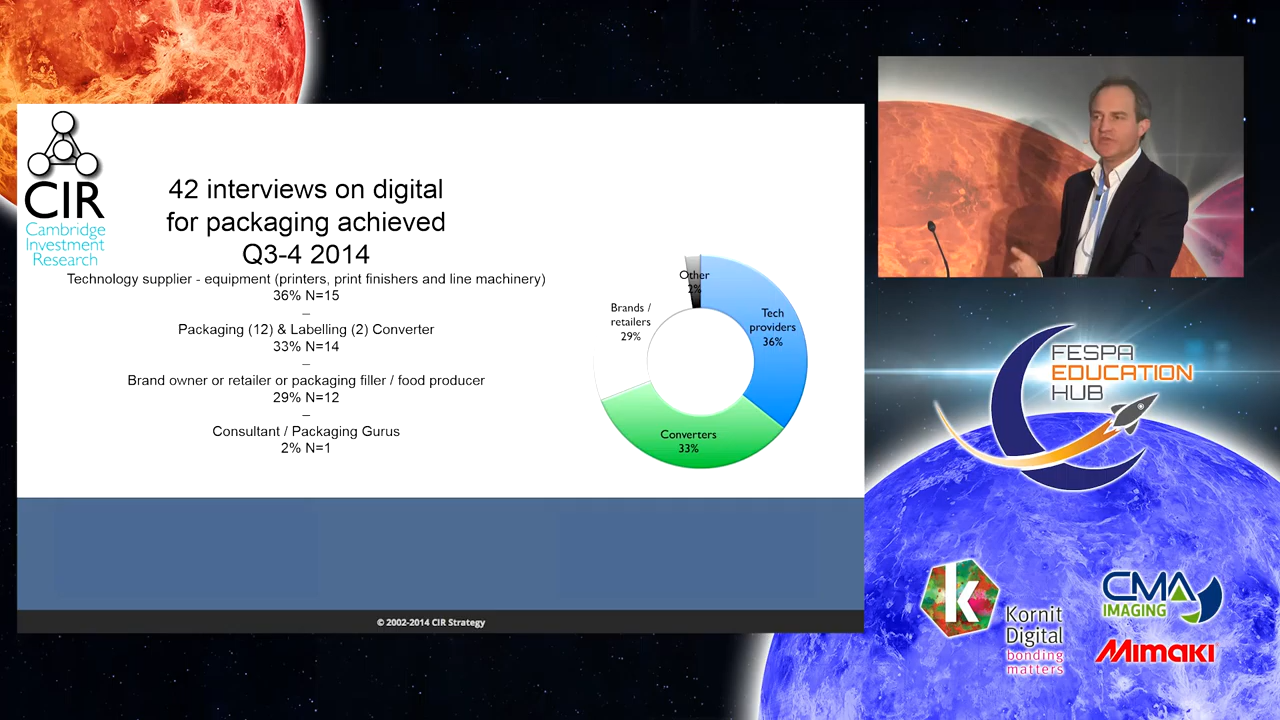 CIR
Cambridge
Investment
Research
42 interviews on digital
for packaging achieved
Q3-4 2014
Technology supplier - equipment (printers, print finishers and line machinery)
36% N=15
–
Packaging (12) & Labelling (2) Converter
33% N=14
–
Brand owner or retailer or packaging filler / food producer
29% N=12
–
Consultant / Packaging Gurus
2% N=1
Other
2%
Brands /
retailers
29%
Tech
providers
36%
Converters
33%
© 2002-2014 CIR Strategy
FESPA
EDUCATION
HUB
k
Kornit
Digital
bonding
matters
CMA
IMAGING
Mimaki